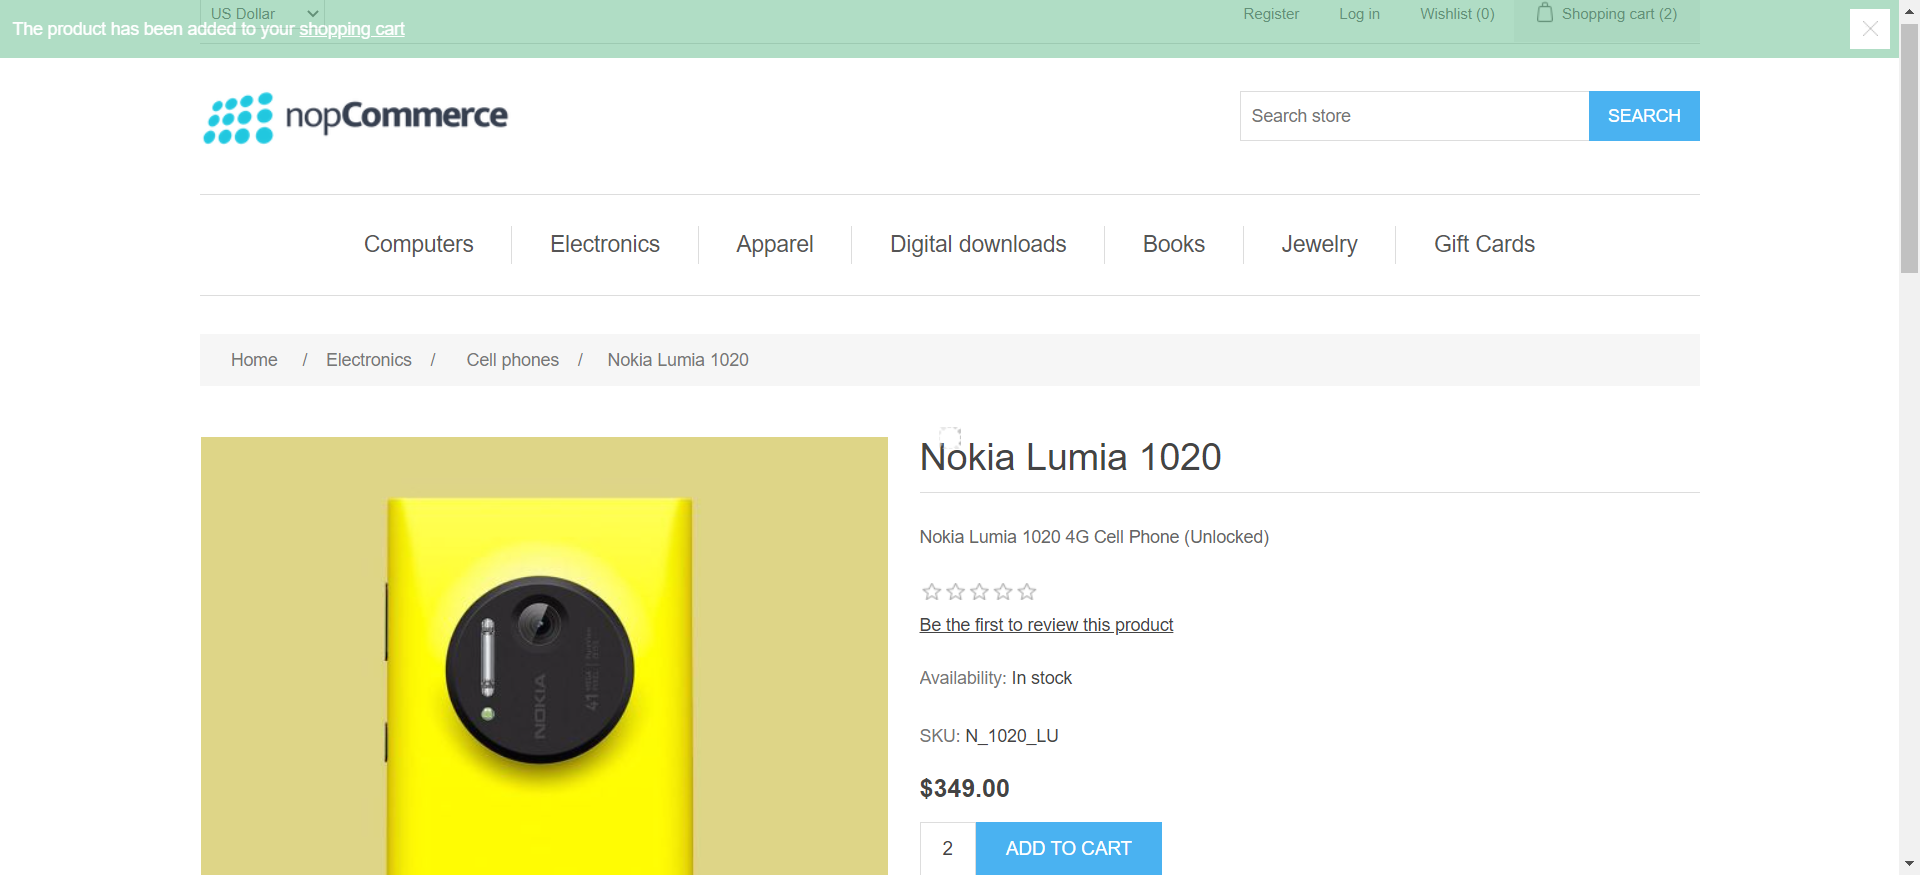 US Dollar
Register
Log in
Wishlist (0)
Shopping cart (2)
The product has been added to your shopping cart
nopCommerce
Search store
SEARCH
Computers
Electronics
Apparel
Digital downloads
Books
Jewelry
Gift Cards
Home / Electronics / Cell phones / Nokia Lumia 1020
Nokia Lumia 1020
Nokia Lumia 1020 4G Cell Phone (Unlocked)
Be the first to review this product
Availability: In stock
SKU: N_1020_LU
$349.00
2
ADD TO CART
NOKIA
41